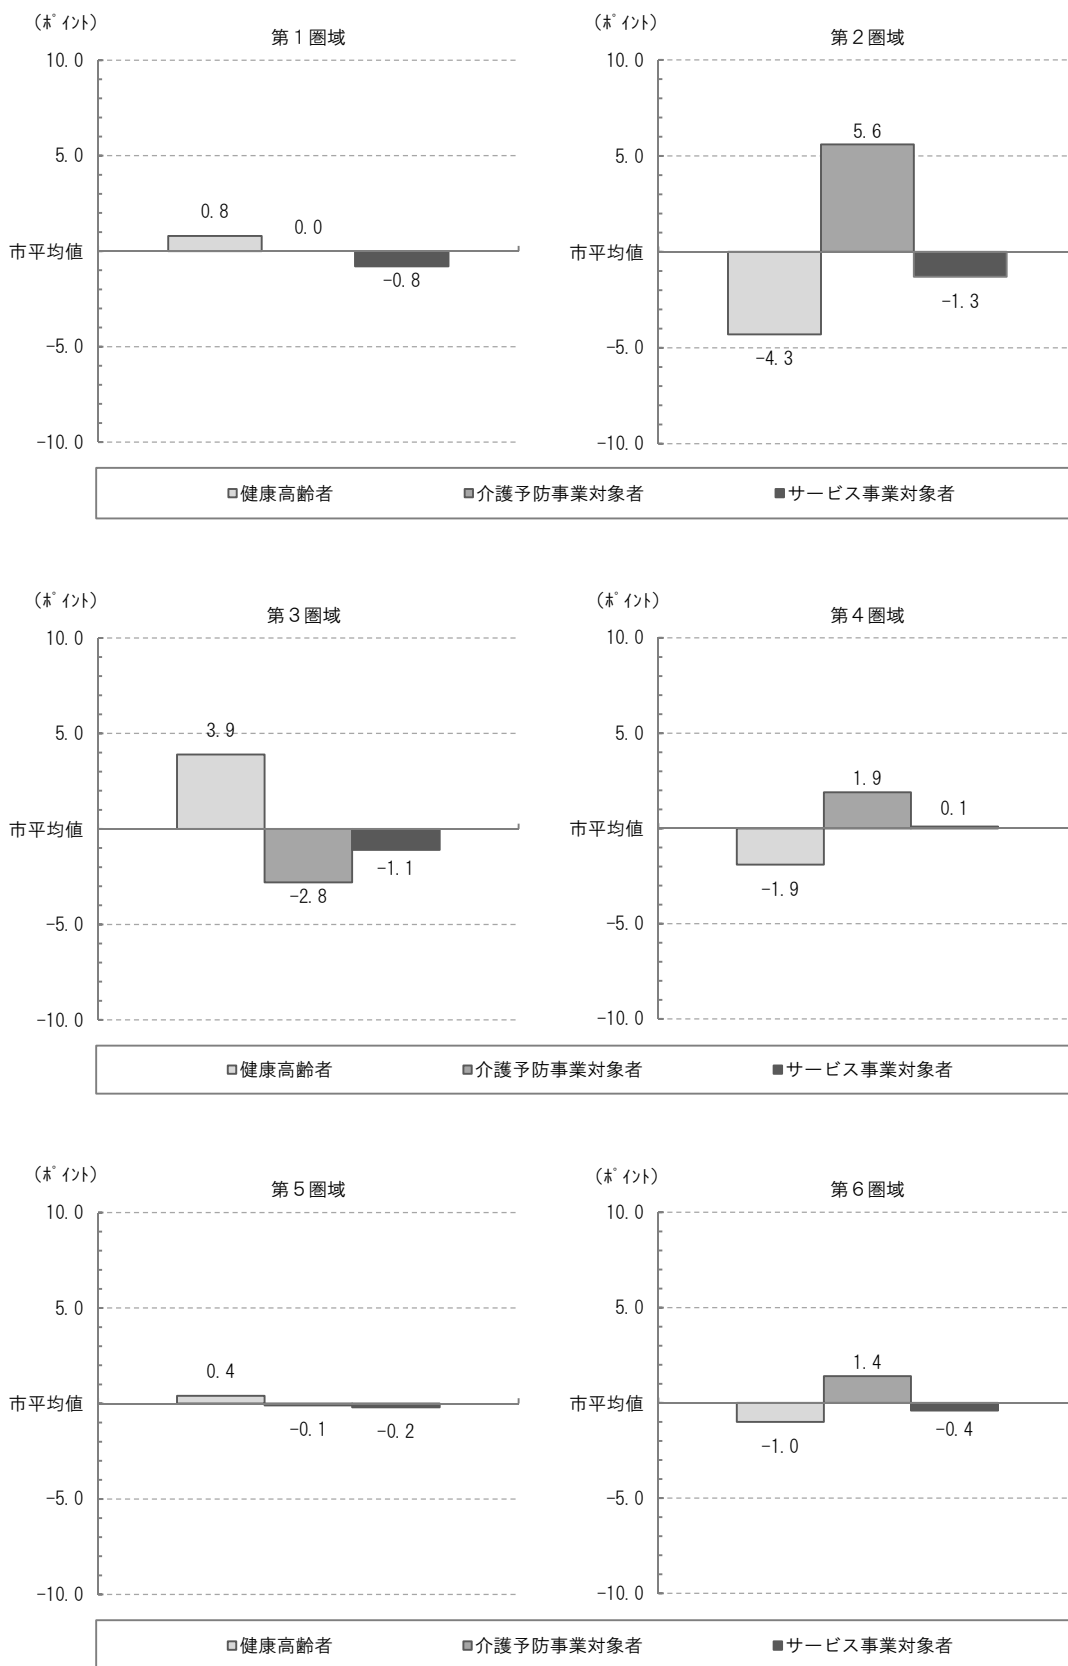 (ﾎﾟｲﾝﾄ)
第１圏域
10.0
5.0
市平均値
-5.0
-10.0
0.8
0.0
-0.8
(ﾎﾟｲﾝﾄ)
第２圏域
10.0
5.0
市平均値
-5.0
-10.0
-4.3
5.6
-1.3
健康高齢者 介護予防事業対象者 サービス事業対象者
(ﾎﾟｲﾝﾄ)
第３圏域
10.0
5.0
市平均値
-5.0
-10.0
3.9
-2.8
-1.1
(ﾎﾟｲﾝﾄ)
第４圏域
10.0
5.0
市平均値
-5.0
-10.0
-1.9
1.9
0.1
健康高齢者 介護予防事業対象者 サービス事業対象者
(ﾎﾟｲﾝﾄ)
第５圏域
10.0
5.0
市平均値
-5.0
-10.0
0.4
-0.1
-0.2
(ﾎﾟｲﾝﾄ)
第６圏域
10.0
5.0
市平均値
-5.0
-10.0
-1.0
1.4
-0.4
健康高齢者 介護予防事業対象者 サービス事業対象者